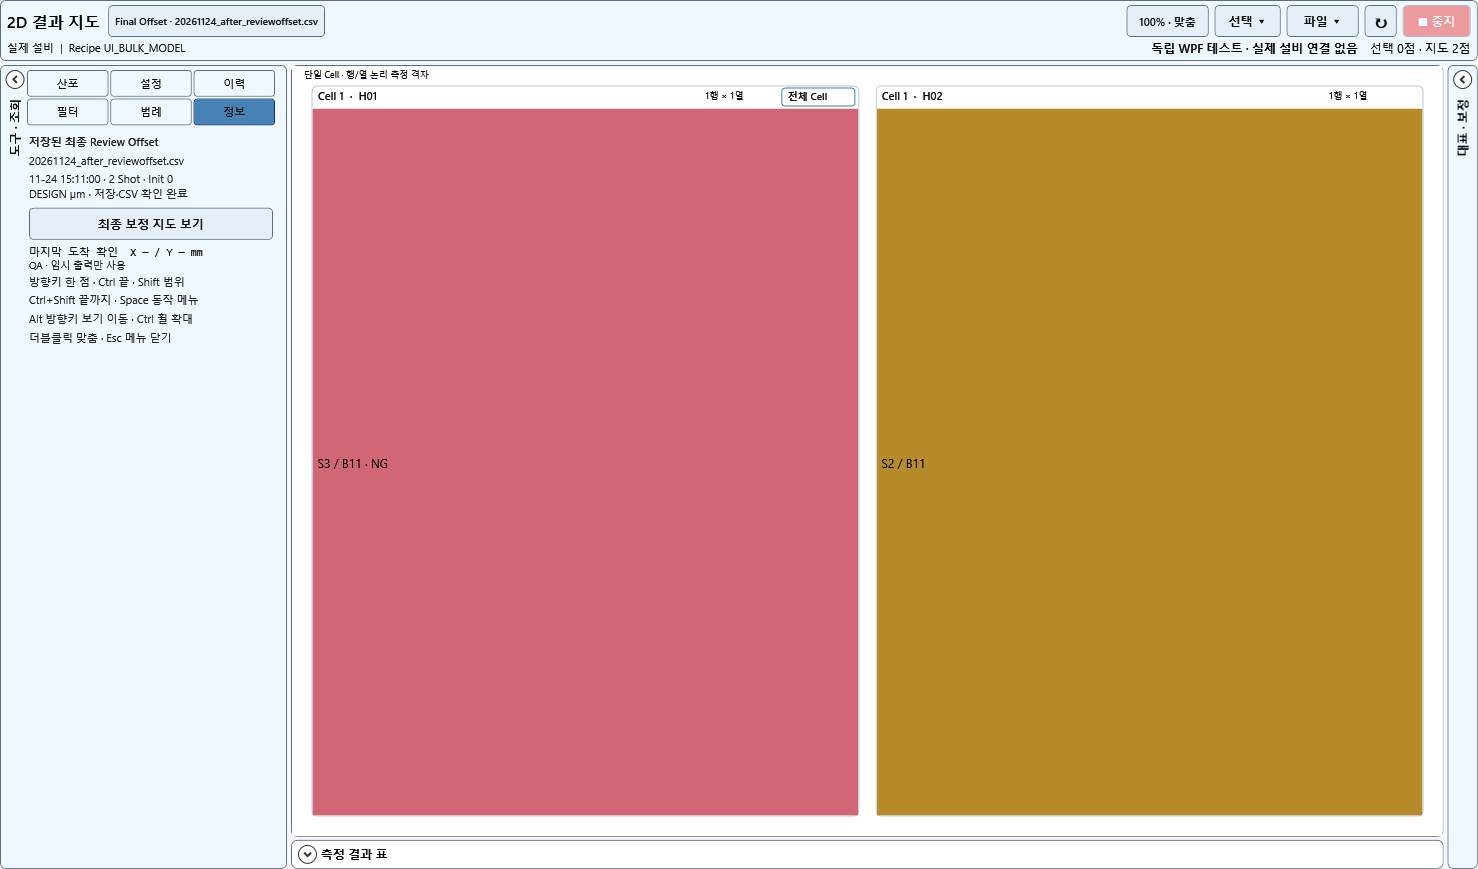 2D 결과 지도
Final Offset · 20261124_after_reviewoffset.csv
100% · 맞춤
선택 ▾
파일 ▾
↻
■ 중지
실제 설비 | Recipe UI_BULK_MODEL
독립 WPF 테스트 · 실제 설비 연결 없음 선택 0점 · 지도 2점
도구 · 조회
산포
설정
이력
필터
범례
정보
저장된 최종 Review Offset
20261124_after_reviewoffset.csv
11-24 15:11:00 · 2 Shot · Init 0
DESIGN µm · 저장·CSV 확인 완료
최종 보정 지도 보기
마지막 도착 확인 X — / Y — mm
QA · 임시 출력만 사용
방향키 한 점 · Ctrl 끝 · Shift 범위
Ctrl+Shift 끝까지 · Space 동작 메뉴
Alt 방향키 보기 이동 · Ctrl 휠 확대
더블클릭 맞춤 · Esc 메뉴 닫기
단일 Cell · 행/열 논리 측정 격자
Cell 1 · H01
1행 × 1열
전체 Cell
S3 / B11 · NG
Cell 1 · H02
1행 × 1열
S2 / B11
측정 결과 표
대표 · 보정